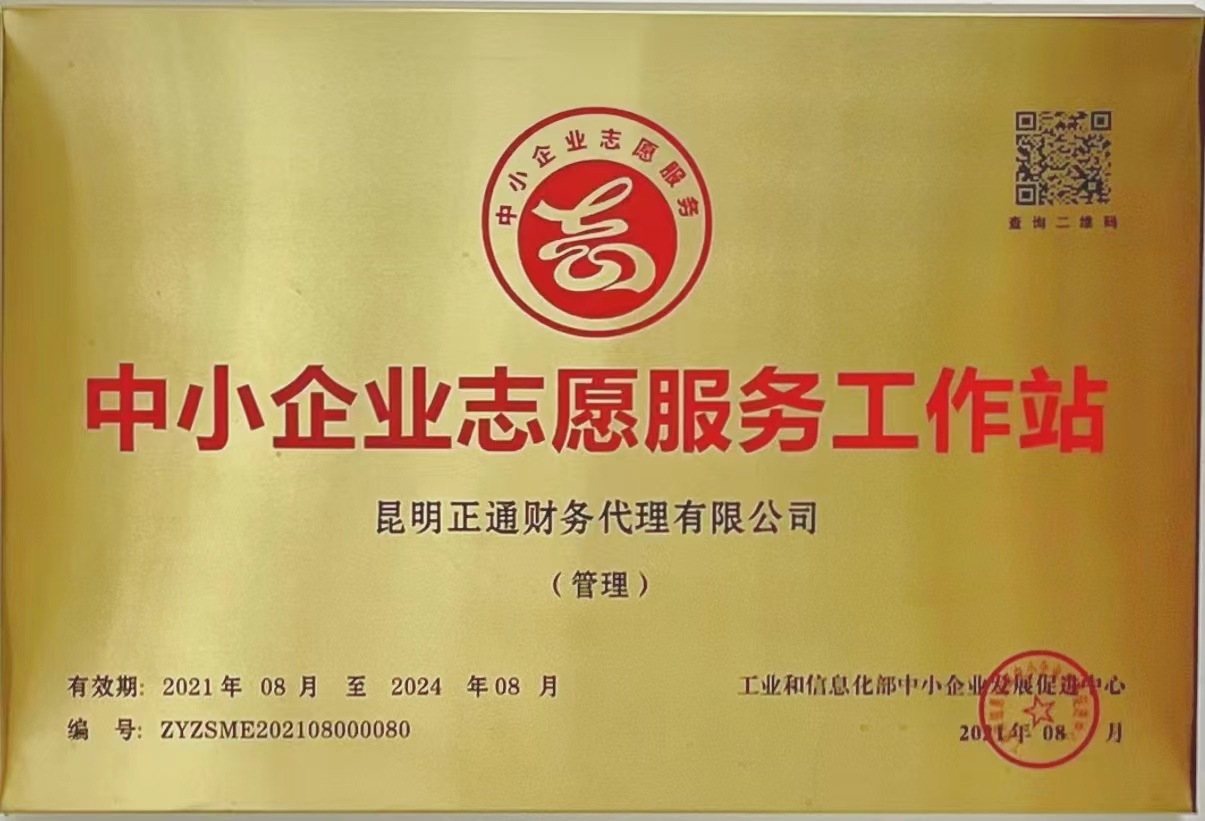 中小企业志愿服务
查询二维码
中小企业志愿服务工作站
昆明正通财务代理有限公司
（管理）
有效期：2021年 08月 至 2024 年08 月
编 号：ZYZSME202108000080
工业和信息化部中小企业发展促进中心
2021年 08 月